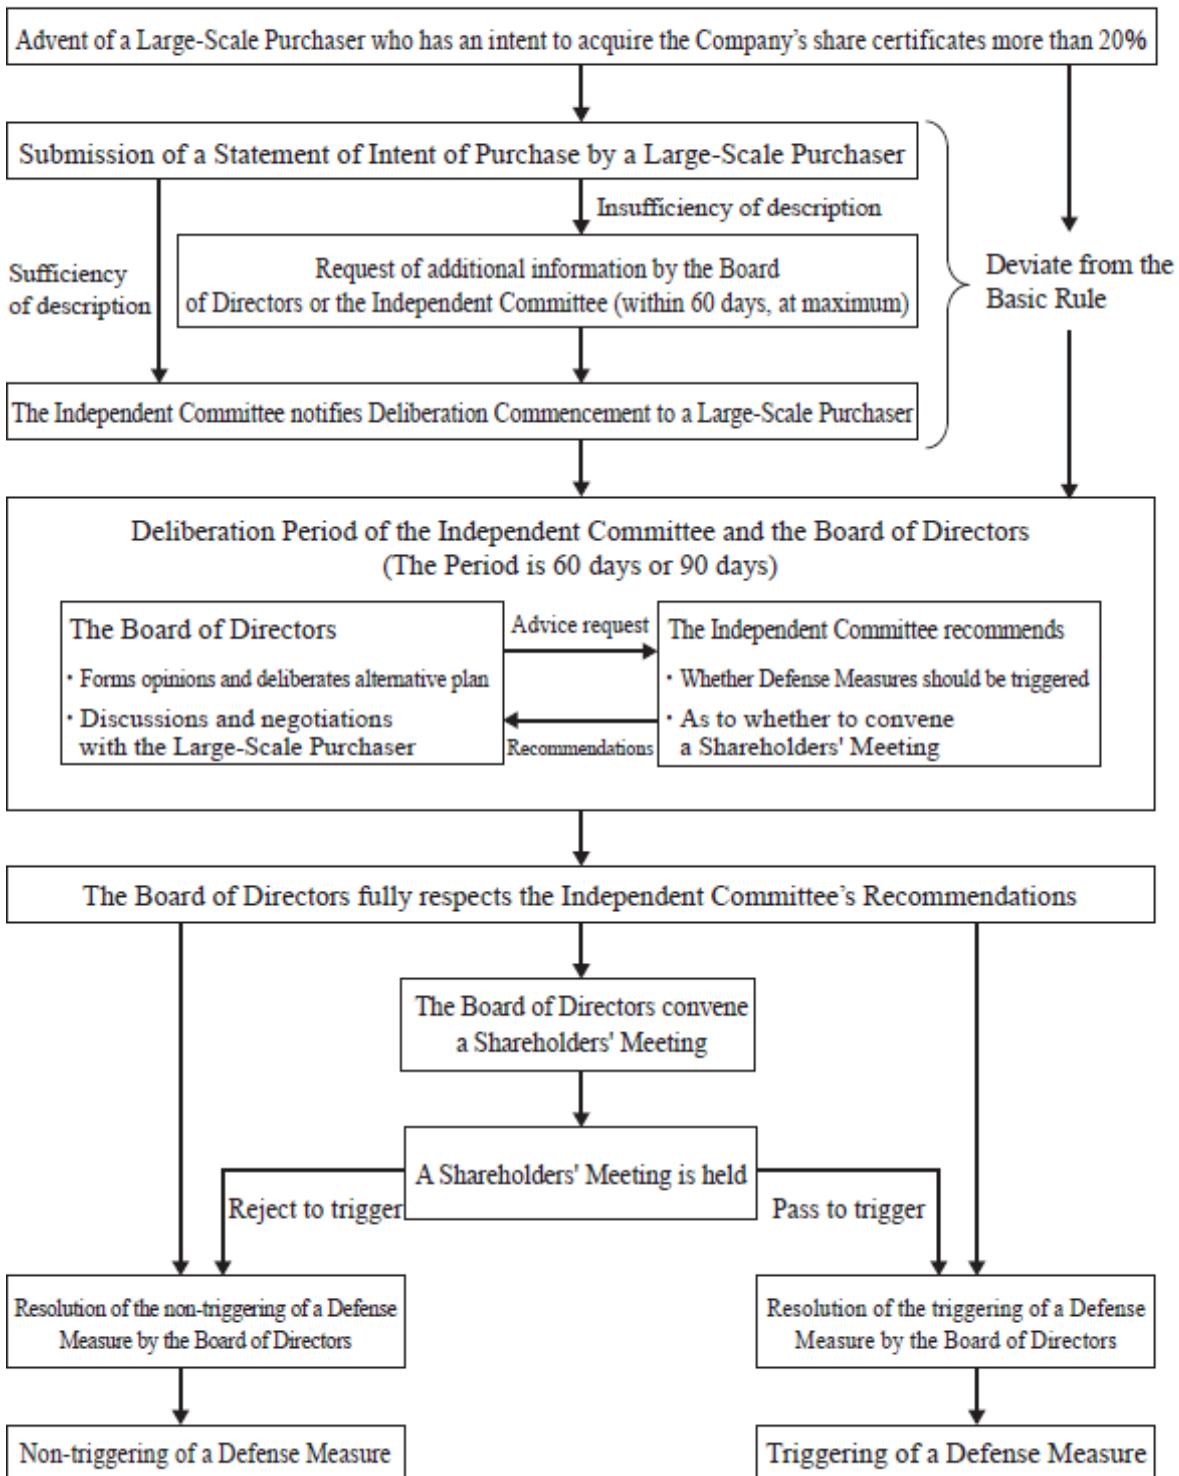 Advent of a Large-Scale Purchaser who has an intent to acquire the Company's share certificates more than 20%
Submission of a Statement of Intent of Purchase by a Large-Scale Purchaser
Insufficiency of description
Sufficiency
of description
Request of additional information by the Board
of Directors or the Independent Committee (within 60 days, at maximum)
Deviate from the
Basic Rule
The Independent Committee notifies Deliberation Commencement to a Large-Scale Purchaser
Deliberation Period of the Independent Committee and the Board of Directors
(The Period is 60 days or 90 days)
The Board of Directors
・Forms opinions and deliberates alternative plan
・Discussions and negotiations
with the Large-Scale Purchaser
Advice request
Recommendations
The Independent Committee recommends
・Whether Defense Measures should be triggered
・As to whether to convene
a Shareholders' Meeting
The Board of Directors fully respects the Independent Committee's Recommendations
The Board of Directors convene
a Shareholders' Meeting
A Shareholders' Meeting is held
Reject to trigger
Pass to trigger
Resolution of the non-triggering of a Defense
Measure by the Board of Directors
Resolution of the triggering of a Defense
Measure by the Board of Directors
Non-triggering of a Defense Measure
Triggering of a Defense Measure